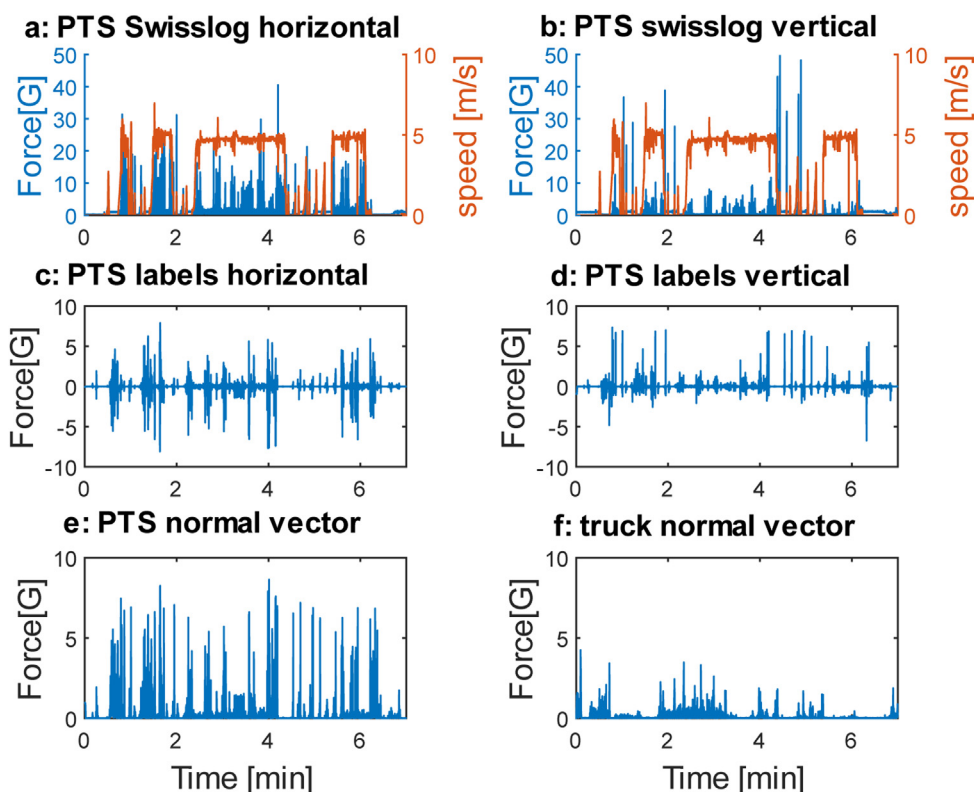 a: PTS Swisslog horizontal
b: PTS swisslog vertical
Force[G]
50
40
30
20
10
0
10
5
0
speed [m/s]
0 2 4 6
Force[G]
50
40
30
20
10
0
10
5
0
speed [m/s]
0 2 4 6
c: PTS labels horizontal
d: PTS labels vertical
Force[G]
10
5
0
-5
-10
0 2 4 6
Force[G]
10
5
0
-5
-10
0 2 4 6
e: PTS normal vector
f: truck normal vector
Force[G]
10
5
0
0 2 4 6
Time [min]
Force[G]
10
5
0
0 2 4 6
Time [min]